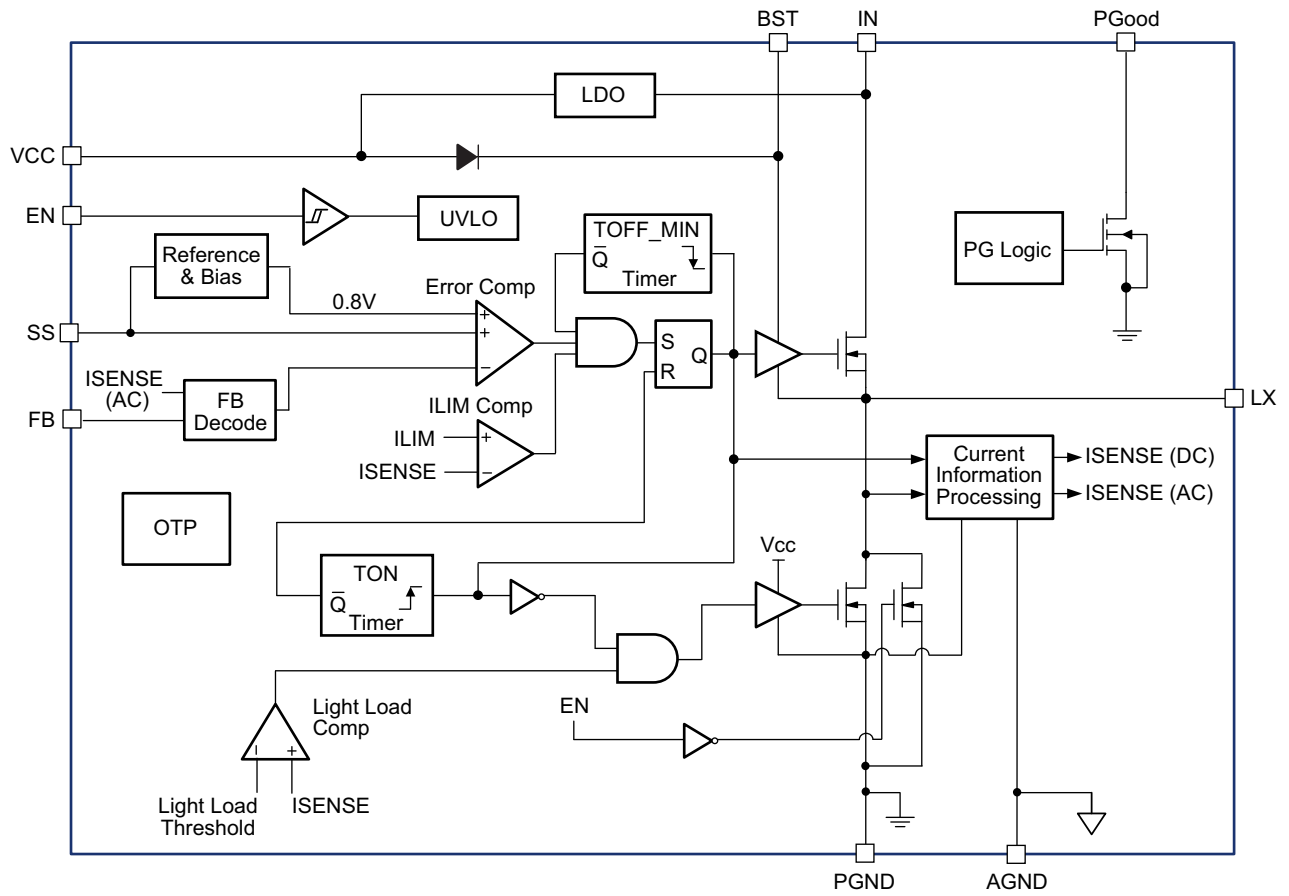 BST
IN
PGood
LDO
VCC
EN
UVLO
TOFF_MIN
Q̅
Timer
Reference
& Bias
0.8V
Error Comp
+
+
−
PG Logic
SS
S
R
Q
ISENSE
(AC)
FB
FB
Decode
ILIM Comp
ILIM
+
ISENSE
−
LX
Current
Information
Processing
ISENSE (DC)
ISENSE (AC)
OTP
Vcc
TON
Q̅
Timer
Light Load
Comp
−
+
EN
Light Load
Threshold
ISENSE
PGND
AGND